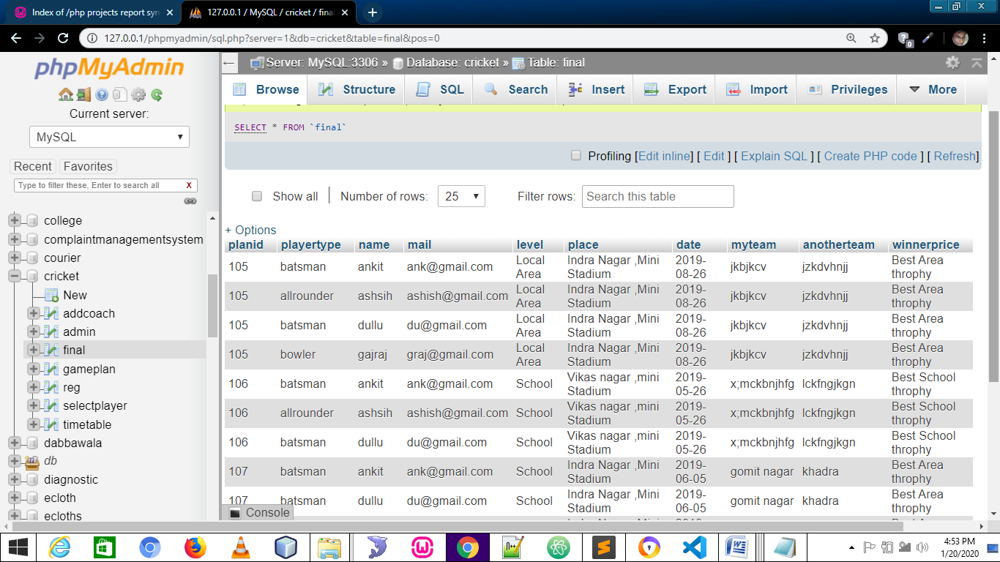 Index of /php projects report syn
127.0.0.1 / MySQL / cricket / final
127.0.0.1/phpmyadmin/sql.php?server=1&db=cricket&table=final&pos=0
phpMyAdmin
Current server:
MySQL
Recent Favorites
Type to filter these, Enter to search all X
college
complaintmanagementsystem
courier
cricket
New
addcoach
admin
final
gameplan
reg
selectplayer
timetable
dabbawala
db
diagnostic
ecloth
ecloths
Server: MySQL:3306 » Database: cricket » Table: final
Browse Structure SQL Search Insert Export Import Privileges More
SELECT * FROM `final`
Profiling [Edit inline] [ Edit ] [ Explain SQL ] [ Create PHP code ] [ Refresh]
Show all Number of rows: 25 Filter rows: Search this table
+ Options
planid playertype name mail level place date myteam anotherteam winnerprice
105 batsman ankit ank@gmail.com Local Area Indra Nagar ,Mini Stadium 2019-08-26 jkbjkcv jzkdvhnjj Best Area throphy
105 allrounder ashsih ashish@gmail.com Local Area Indra Nagar ,Mini Stadium 2019-08-26 jkbjkcv jzkdvhnjj Best Area throphy
105 batsman dullu du@gmail.com Local Area Indra Nagar ,Mini Stadium 2019-08-26 jkbjkcv jzkdvhnjj Best Area throphy
105 bowler gajraj graj@gmail.com Local Area Indra Nagar ,Mini Stadium 2019-08-26 jkbjkcv jzkdvhnjj Best Area throphy
106 batsman ankit ank@gmail.com School Vikas nagar ,mini Stadium 2019-05-26 x;mckbnjhfg lckfngjkgn Best School throphy
106 allrounder ashsih ashish@gmail.com School Vikas nagar ,mini Stadium 2019-05-26 x;mckbnjhfg lckfngjkgn Best School throphy
106 batsman dullu du@gmail.com School Vikas nagar ,mini Stadium 2019-05-26 x;mckbnjhfg lckfngjkgn Best School throphy
107 batsman ankit ank@gmail.com School Indra Nagar ,Mini Stadium 2019-06-05 gomit nagar khadra Best Area throphy
107 batsman dullu du@gmail.com School Indra Nagar ,Mini Stadium 2019-06-05 gomit nagar khadra Best Area throphy
Console
4:53 PM
1/20/2020